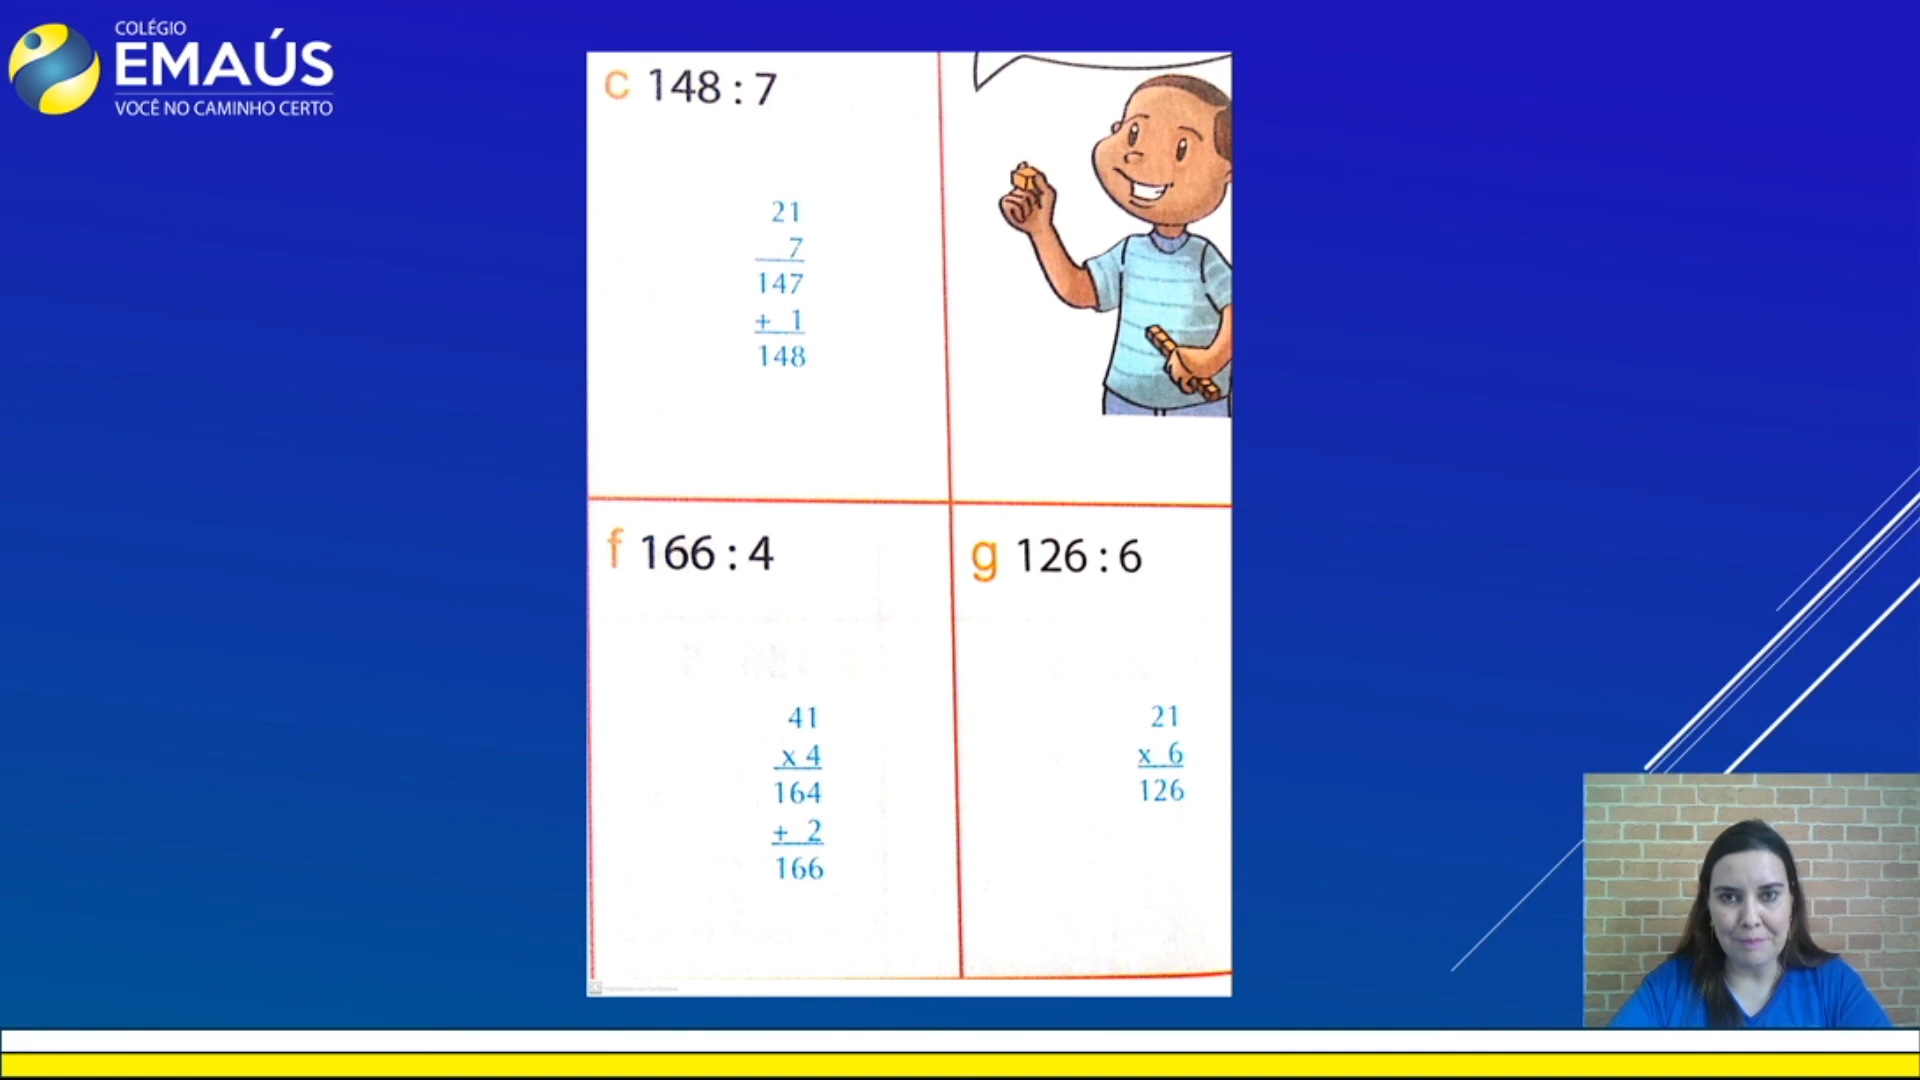 COLÉGIO
EMAÚS
VOCÊ NO CAMINHO CERTO
c 148 : 7
21
7
147
+ 1
148
f 166 : 4
41
x 4
164
+ 2
166
g 126 : 6
21
x 6
126